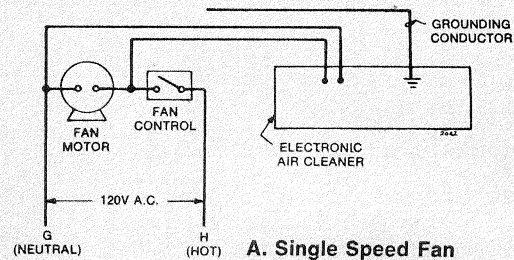 GROUNDING
CONDUCTOR
FAN
MOTOR
FAN
CONTROL
ELECTRONIC
AIR CLEANER
120V A.C.
G
(NEUTRAL)
H
(HOT)
A. Single Speed Fan